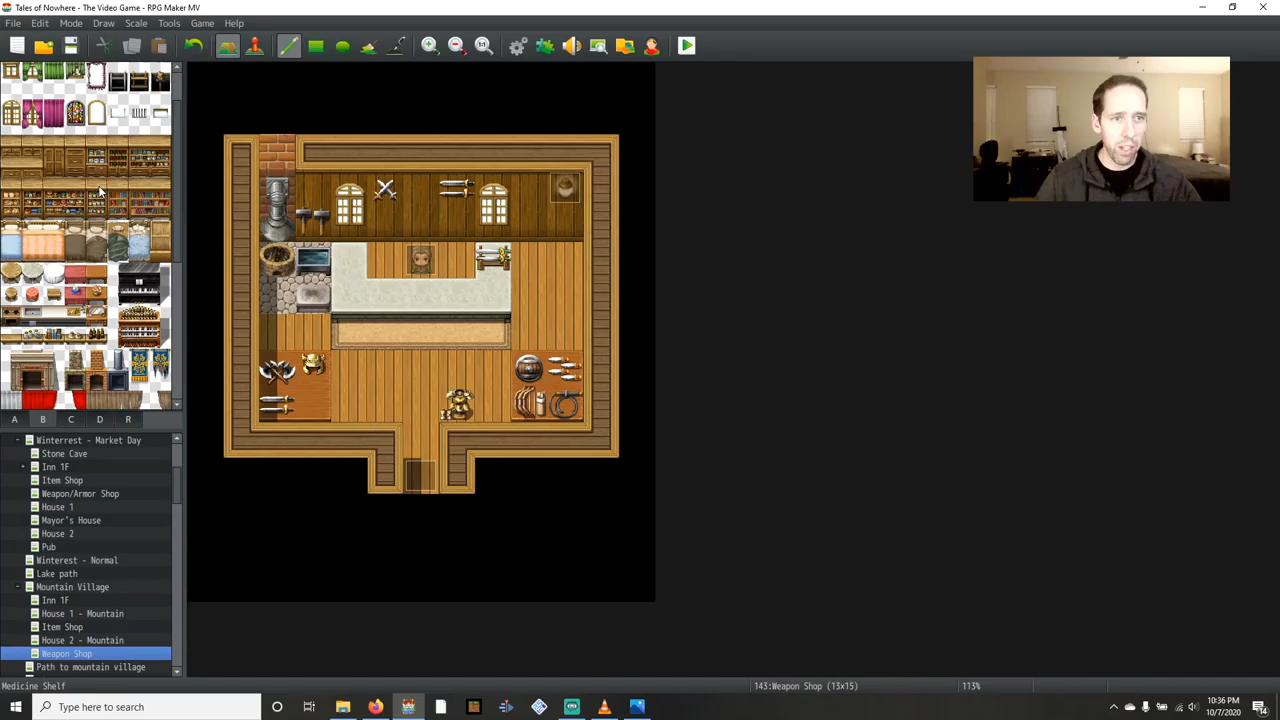 Tales of Nowhere - The Video Game - RPG Maker MV
File Edit Mode Draw Scale Tools Game Help
1:1
A B C D R
Winterrest - Market Day
Stone Cave
Inn 1F
Item Shop
Weapon/Armor Shop
House 1
Mayor's House
House 2
Pub
Winterest - Normal
Lake path
Mountain Village
Inn 1F
House 1 - Mountain
Item Shop
House 2 - Mountain
Weapon Shop
Path to mountain village
Medicine Shelf
143:Weapon Shop (13x15)
113%
Type here to search
10:36 PM
10/7/2020
14